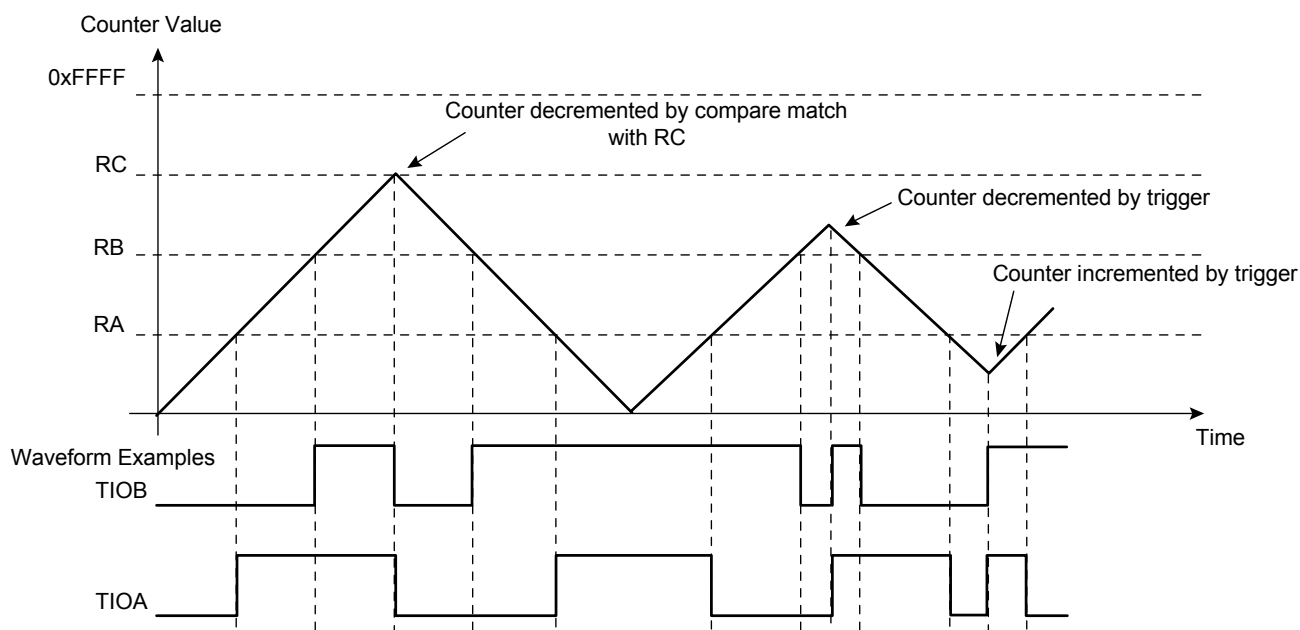 Counter Value
0xFFFF
Counter decremented by compare match
with RC
RC
Counter decremented by trigger
RB
Counter incremented by trigger
RA
Time
Waveform Examples
TIOB
TIOA